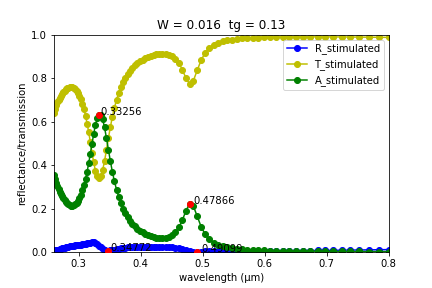 W = 0.016  tg = 0.13
R_stimulated
T_stimulated
A_stimulated
0.33256
0.47866
reflectance/transmission
1.0
0.8
0.6
0.4
0.2
0.0
0.3
0.4
0.5
0.6
0.7
0.8
wavelength (μm)